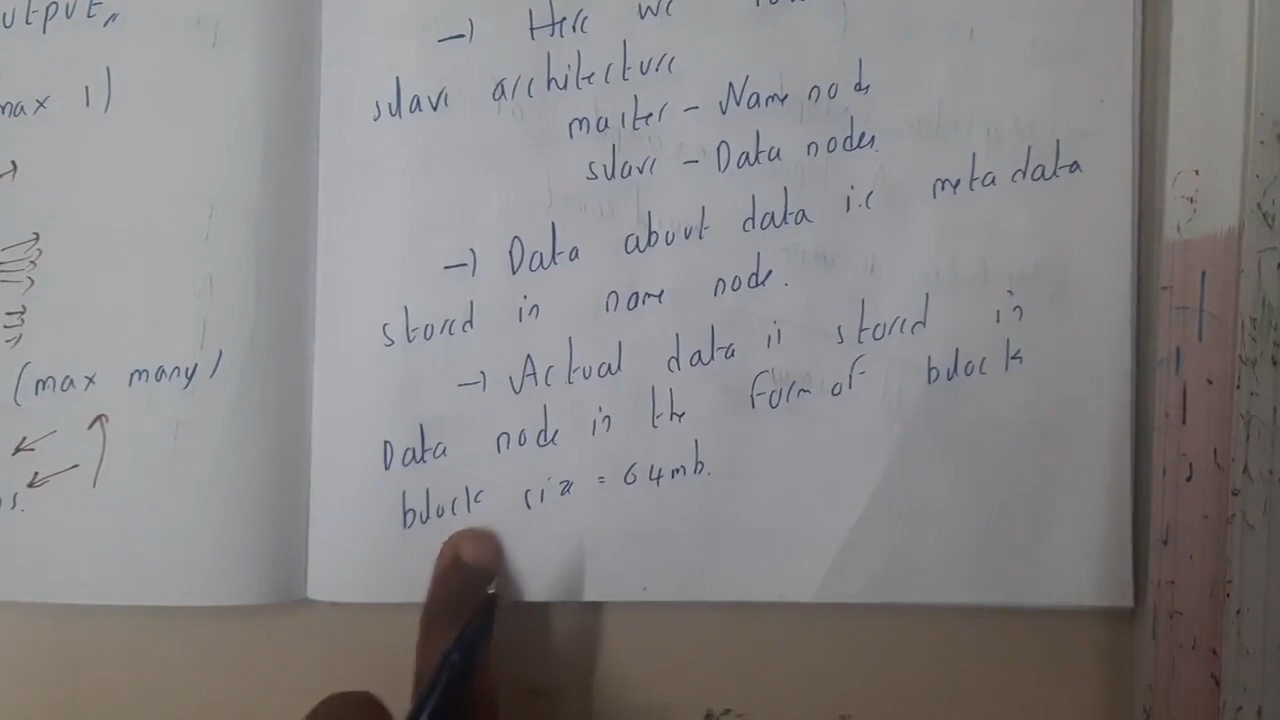 utput,,
max 1)
(max many)
s.
→ Here we
slave architecture
master - Name node
slave - Data nodes
→ Data about data i.e meta data
stored in name node.
→ Actual data is stored in
Data node in the form of block
block size = 64mb.